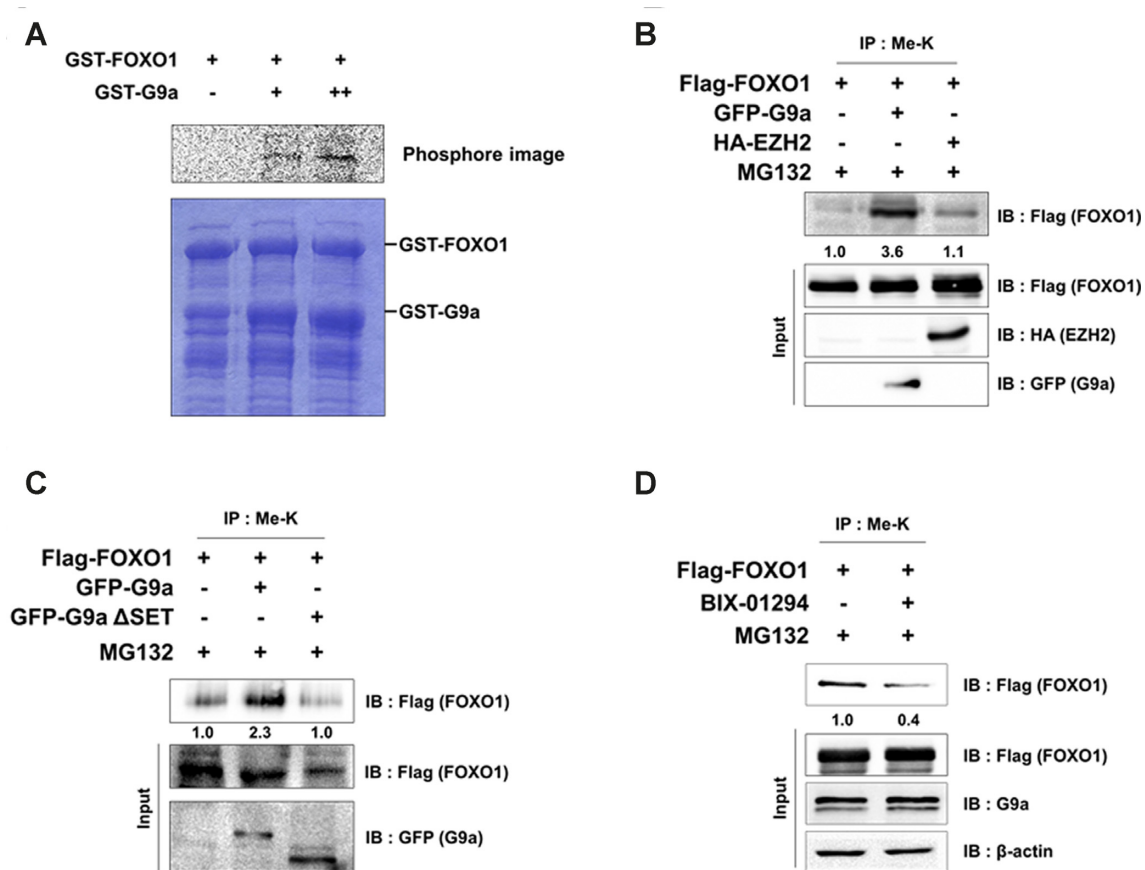 A
GST-FOXO1 + + +
GST-G9a - + ++
Phosphore image
GST-FOXO1
GST-G9a
B
IP : Me-K
Flag-FOXO1 + + +
GFP-G9a - + -
HA-EZH2 - - +
MG132 + + +
IB : Flag (FOXO1)
1.0 3.6 1.1
Input
IB : Flag (FOXO1)
IB : HA (EZH2)
IB : GFP (G9a)
C
IP : Me-K
Flag-FOXO1 + + +
GFP-G9a - + -
GFP-G9a ΔSET - - +
MG132 + + +
IB : Flag (FOXO1)
1.0 2.3 1.0
Input
IB : Flag (FOXO1)
IB : GFP (G9a)
D
IP : Me-K
Flag-FOXO1 + +
BIX-01294 - +
MG132 + +
IB : Flag (FOXO1)
1.0 0.4
Input
IB : Flag (FOXO1)
IB : G9a
IB : β-actin